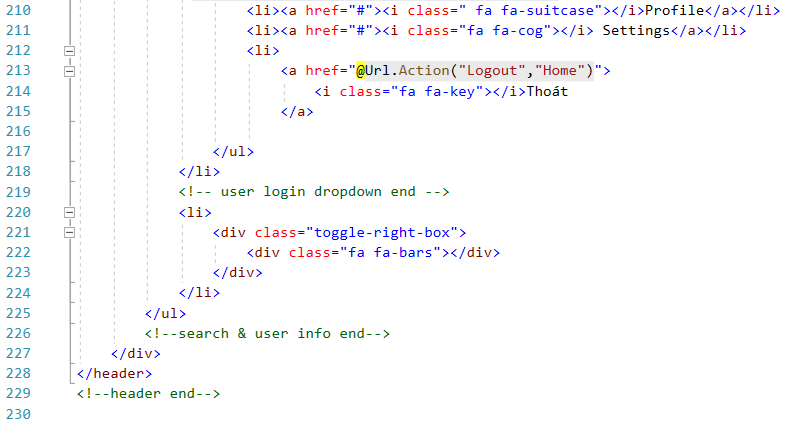 210 <li><a href="#"><i class=" fa fa-suitcase"></i>Profile</a></li>
211 <li><a href="#"><i class="fa fa-cog"></i> Settings</a></li>
212 <li>
213 <a href="@Url.Action("Logout","Home")">
214 <i class="fa fa-key"></i>Thoát
215 </a>
216
217 </ul>
218 </li>
219 <!-- user login dropdown end -->
220 <li>
221 <div class="toggle-right-box">
222 <div class="fa fa-bars"></div>
223 </div>
224 </li>
225 </ul>
226 <!--search & user info end-->
227 </div>
228 </header>
229 <!--header end-->
230